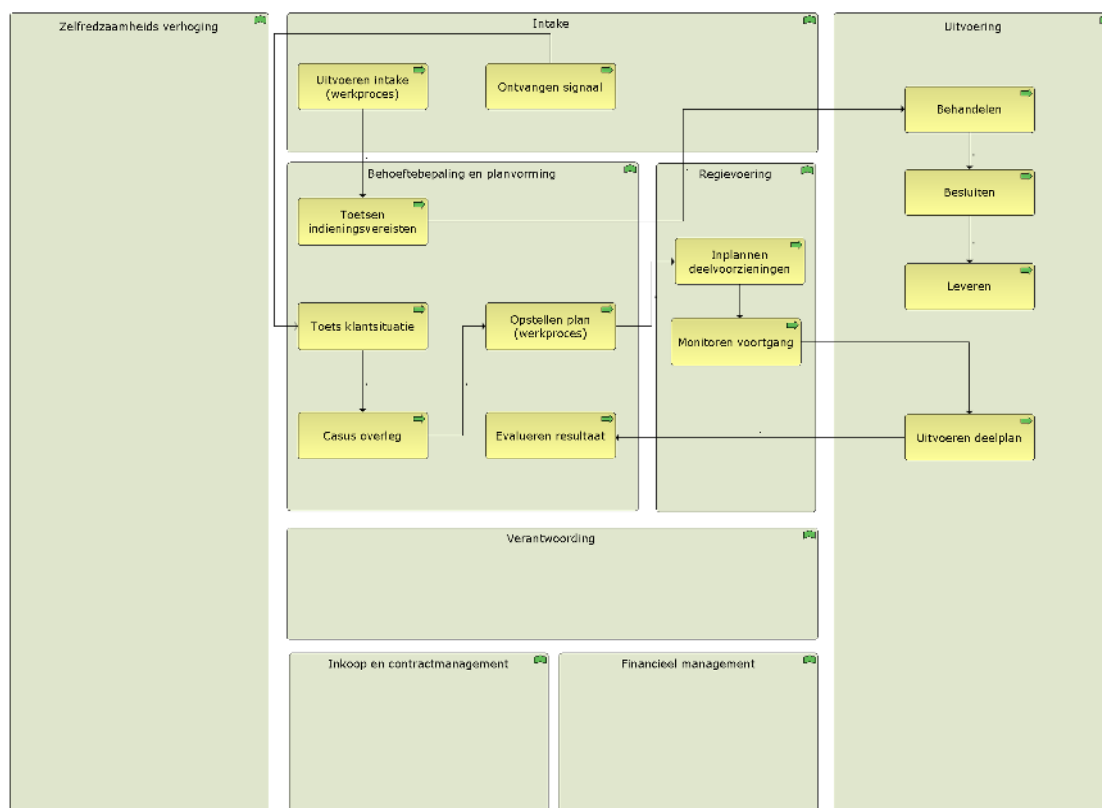 Zelfredzaamheids verhoging
Intake
Uitvoeren intake
(werkproces)
Ontvangen signaal
Behoeftebepaling en planvorming
Toetsen
indieningsvereisten
Toets klantsituatie
Opstellen plan
(werkproces)
Casus overleg
Evalueren resultaat
Regievoering
Inplannen
deelvoorzieningen
Monitoren voortgang
Uitvoering
Behandelen
Besluiten
Leveren
Uitvoeren deelplan
Verantwoording
Inkoop en contractmanagement
Financieel management